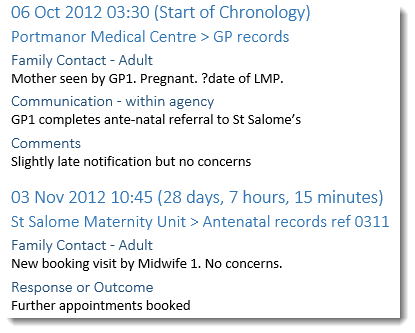 06 Oct 2012 03:30 (Start of Chronology)
Portmanor Medical Centre > GP records
Family Contact - Adult
Mother seen by GP1. Pregnant. ?date of LMP.
Communication - within agency
GP1 completes ante-natal referral to St Salome's
Comments
Slightly late notification but no concerns
03 Nov 2012 10:45 (28 days, 7 hours, 15 minutes)
St Salome Maternity Unit > Antenatal records ref 0311
Family Contact - Adult
New booking visit by Midwife 1. No concerns.
Response or Outcome
Further appointments booked